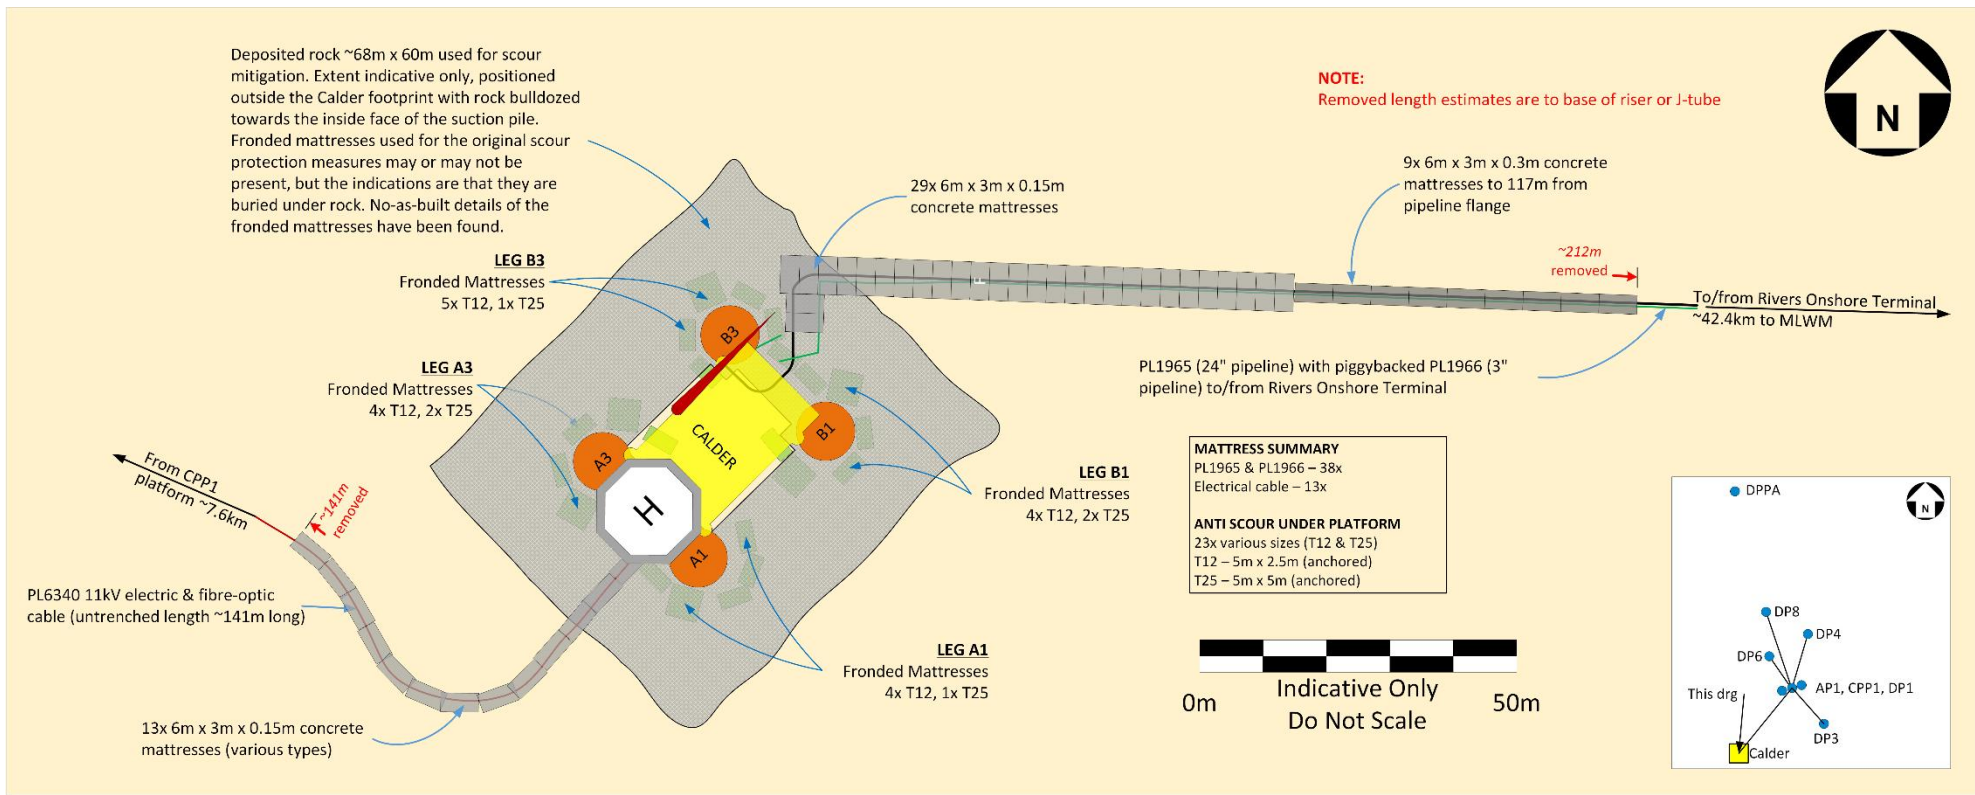 Deposited rock ~68m x 60m used for scour
mitigation. Extent indicative only, positioned
outside the Calder footprint with rock bulldozed
towards the inside face of the suction pile.
Fronded mattresses used for the original scour
protection measures may or may not be
present, but the indications are that they are
buried under rock. No-as-built details of the
fronded mattresses have been found.
NOTE:
Removed length estimates are to base of riser or J-tube
N
29x 6m x 3m x 0.15m
concrete mattresses
9x 6m x 3m x 0.3m concrete
mattresses to 117m from
pipeline flange
~212m
removed
To/from Rivers Onshore Terminal
~42.4km to MLWM
PL1965 (24" pipeline) with piggybacked PL1966 (3"
pipeline) to/from Rivers Onshore Terminal
LEG B3
Fronded Mattresses
5x T12, 1x T25
LEG A3
Fronded Mattresses
4x T12, 2x T25
B3
B1
A3
A1
CALDER
H
LEG B1
Fronded Mattresses
4x T12, 2x T25
LEG A1
Fronded Mattresses
4x T12, 1x T25
From CPP1
platform ~7.6km
~141m
removed
PL6340 11kV electric & fibre-optic
cable (untrenched length ~141m long)
13x 6m x 3m x 0.15m concrete
mattresses (various types)
MATTRESS SUMMARY
PL1965 & PL1966 – 38x
Electrical cable – 13x
ANTI SCOUR UNDER PLATFORM
23x various sizes (T12 & T25)
T12 – 5m x 2.5m (anchored)
T25 – 5m x 5m (anchored)
0m
Indicative Only
Do Not Scale
50m
DPPA
N
DP8
DP4
DP6
AP1, CPP1, DP1
This drg
DP3
Calder